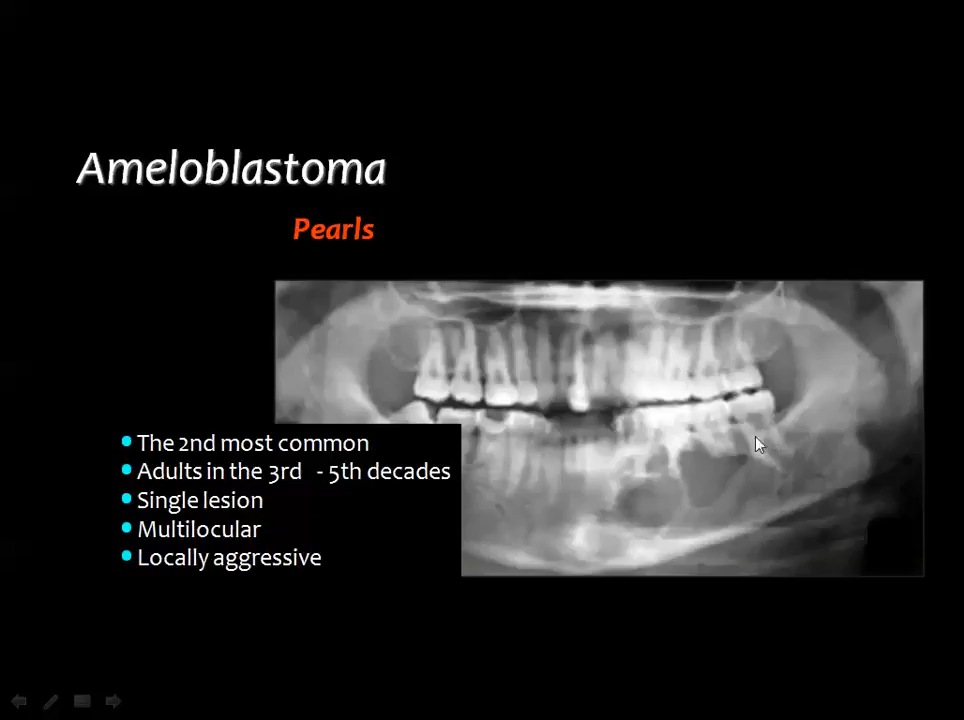 Ameloblastoma
Pearls
The 2nd most common
Adults in the 3rd - 5th decades
Single lesion
Multilocular
Locally aggressive